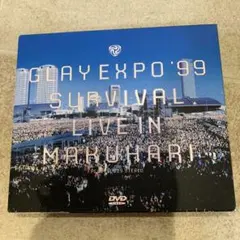 GLAY EXPO '99
SURVIVAL
LIVE IN
MAKUHARI
DVD